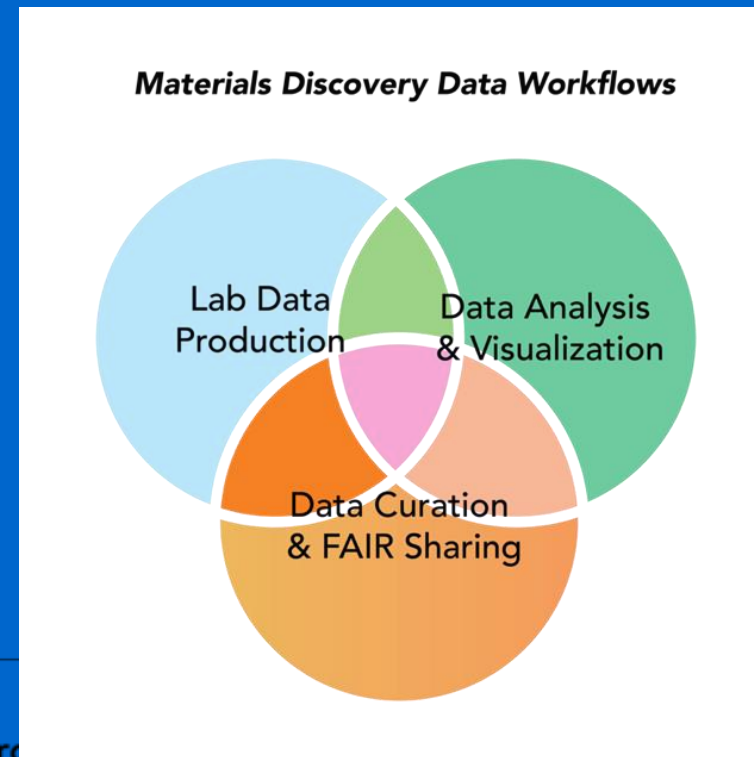 Materials Discovery Data Workflows
Lab Data
Production
Data Analysis
& Visualization
Data Curation
& FAIR Sharing